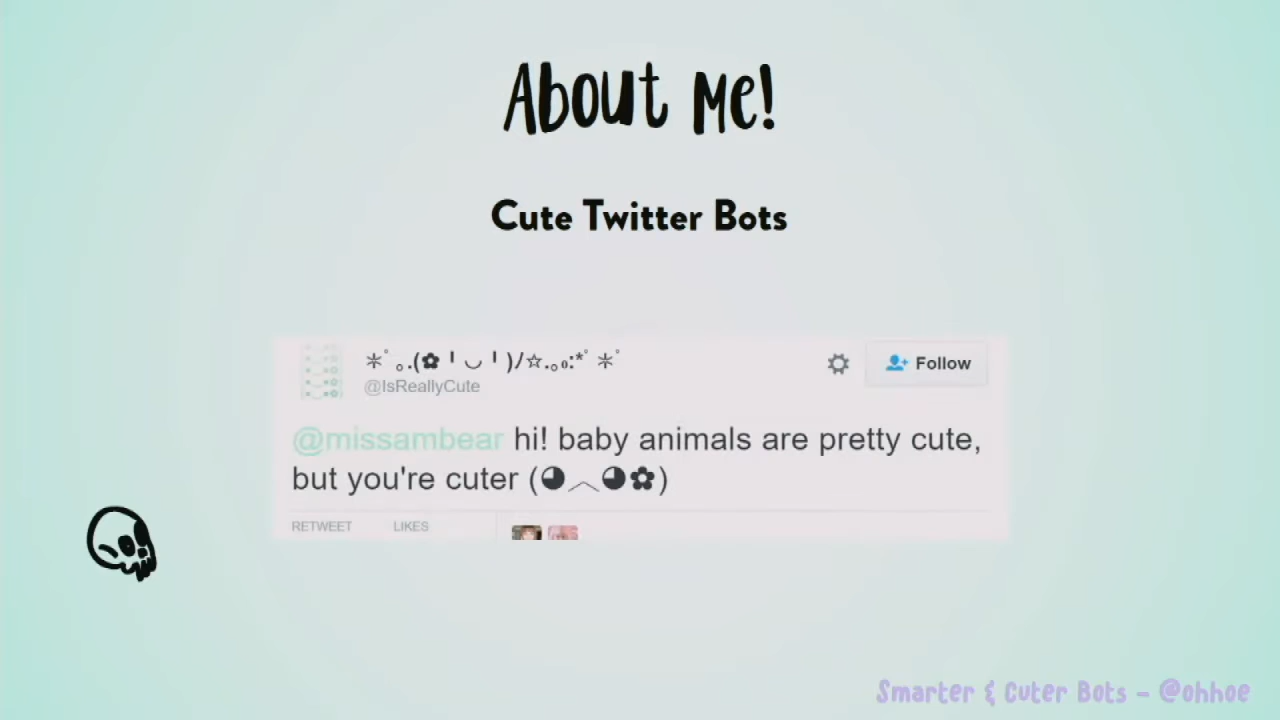 About Me!
Cute Twitter Bots
✳゜｡.(✿╹◡╹)/☆.｡₀:*゜✳゜
@IsReallyCute
Follow
@missambear hi! baby animals are pretty cute,
but you're cuter (◕︿◕✿)
RETWEET LIKES
Smarter & Cuter Bots - @ohhoe